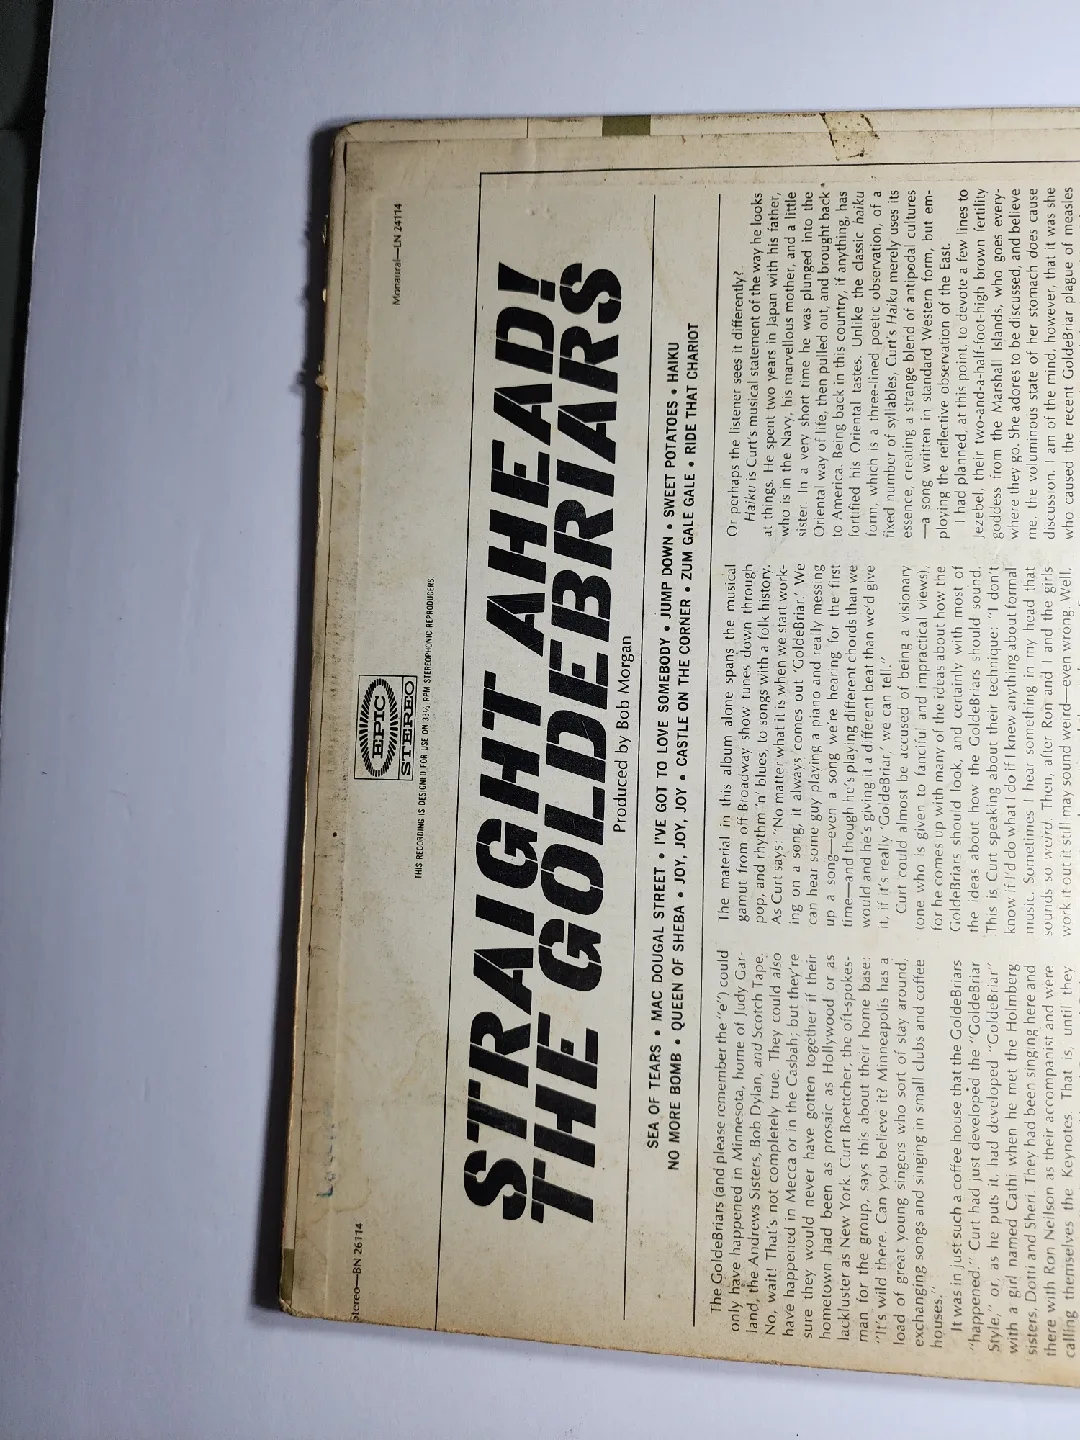 Stereo—BN 26114
Monaural—LN 24114
EPIC
STEREO
THIS RECORDING IS DESIGNED FOR USE ON 33⅓ RPM STEREOPHONIC REPRODUCERS
STRAIGHT AHEAD!
THE GOLDEBRIARS
Produced by Bob Morgan
SEA OF TEARS • MAC DOUGAL STREET • I'VE GOT TO LOVE SOMEBODY • JUMP DOWN • SWEET POTATOES • HAIKU
NO MORE BOMB • QUEEN OF SHEBA • JOY, JOY, JOY • CASTLE ON THE CORNER • ZUM GALE GALE • RIDE THAT CHARIOT
The GoldeBriars (and please remember the "e") could
only have happened in Minnesota, home of Judy Gar-
land, the Andrews Sisters, Bob Dylan, and Scotch Tape.
No, wait! That's not completely true. They could also
have happened in Mecca or in the Casbah; but they're
sure they would never have gotten together if their
hometown had been as prosaic as Hollywood or as
lackluster as New York. Curt Boettcher, the oft-spokes-
man for the group, says this about their home base:
"It's wild there. Can you believe it? Minneapolis has a
load of great young singers who sort of stay around,
exchanging songs and singing in small clubs and coffee
houses."
It was in just such a coffee house that the GoldeBriars
"happened." Curt had just developed the "GoldeBriar
Style," or, as he puts it, had developed "GoldeBriar"
with a girl named Cathi when he met the Holmberg
sisters, Dotti and Sheri. They had been singing here and
there with Ron Neilson as their accompanist and were
calling themselves the Keynotes. That is, until they
The material in this album alone spans the musical
gamut from off Broadway show tunes down through
pop, and rhythm 'n' blues, to songs with a folk history.
As Curt says: "No matter what it is when we start work-
ing on a song, it always comes out 'GoldeBriar.' We
can hear some guy playing a piano and really messing
up a song—even a song we're hearing for the first
time—and though he's playing different chords than we
would and he's giving it a different beat than we'd give
it, if it's really 'GoldeBriar,' we can tell."
Curt could almost be accused of being a visionary
(one who is given to fanciful and impractical views),
for he comes up with many of the ideas about how the
GoldeBriars should look, and certainly with most of
the ideas about how the GoldeBriars should sound.
This is Curt speaking about their technique: "I don't
know if I'd do what I do if I knew anything about formal
music. Sometimes I hear something in my head that
sounds so weird. Then, after Ron and I and the girls
work it out it still may sound weird—even wrong. Well,
Or perhaps the listener sees it differently?
Haiku is Curt's musical statement of the way he looks
at things. He spent two years in Japan with his father,
who is in the Navy, his marvellous mother, and a little
sister. In a very short time he was plunged into the
Oriental way of life, then pulled out, and brought back
to America. Being back in this country, if anything, has
fortified his Oriental tastes. Unlike the classic haiku
form, which is a three-lined poetic observation, of a
fixed number of syllables, Curt's Haiku merely uses its
essence, creating a strange blend of antipodal cultures
—a song written in standard Western form, but em-
ploying the reflective observation of the East.
I had planned, at this point, to devote a few lines to
Jezebel, their two-and-a-half-foot-high brown fertility
goddess from the Marshall Islands, who goes every-
where they go. She adores to be discussed, and believe
me, the voluminous state of her stomach does cause
discussion. I am of the mind, however, that it was she
who caused the recent GoldeBriar plague of measles